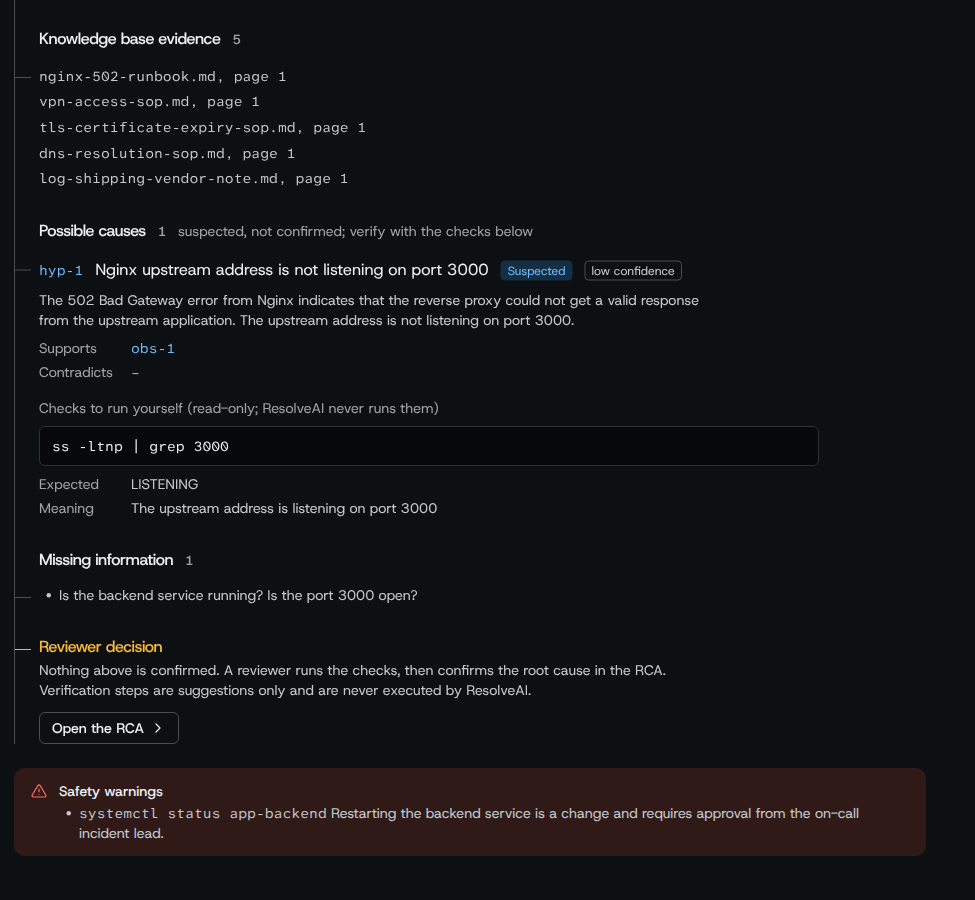 Knowledge base evidence 5
nginx-502-runbook.md, page 1
vpn-access-sop.md, page 1
tls-certificate-expiry-sop.md, page 1
dns-resolution-sop.md, page 1
log-shipping-vendor-note.md, page 1
Possible causes 1 suspected, not confirmed; verify with the checks below
hyp-1 Nginx upstream address is not listening on port 3000 Suspected low confidence
The 502 Bad Gateway error from Nginx indicates that the reverse proxy could not get a valid response
from the upstream application. The upstream address is not listening on port 3000.
Supports obs-1
Contradicts –
Checks to run yourself (read-only; ResolveAI never runs them)
ss -ltnp | grep 3000
Expected LISTENING
Meaning The upstream address is listening on port 3000
Missing information 1
• Is the backend service running? Is the port 3000 open?
Reviewer decision
Nothing above is confirmed. A reviewer runs the checks, then confirms the root cause in the RCA.
Verification steps are suggestions only and are never executed by ResolveAI.
Open the RCA >
Safety warnings
• systemctl status app-backend Restarting the backend service is a change and requires approval from the on-call
incident lead.